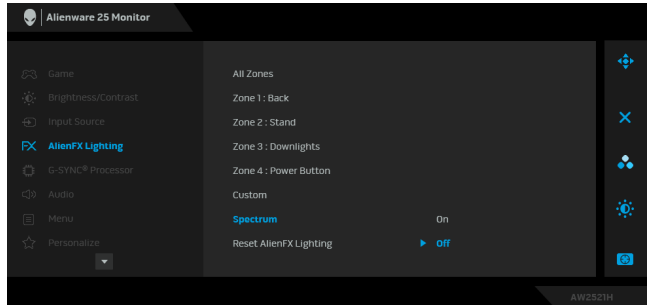 Alienware 25 Monitor
Game
Brightness/Contrast
Input Source
FX AlienFX Lighting
G-SYNC® Processor
Audio
Menu
Personalize
All Zones
Zone 1 : Back
Zone 2 : Stand
Zone 3 : Downlights
Zone 4 : Power Button
Custom
Spectrum On
Reset AlienFX Lighting Off
AW2521H